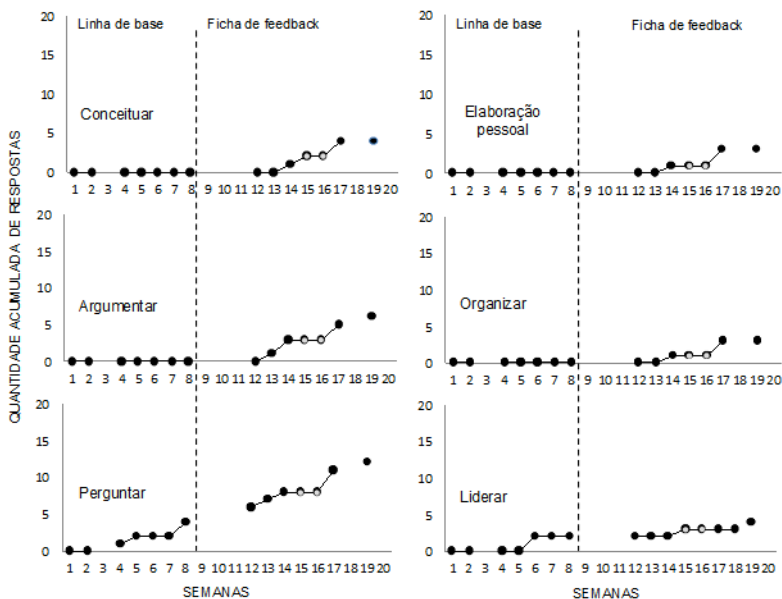 QUANTIDADE ACUMULADA DE RESPOSTAS
20 Linha de base Ficha de feedback
15
10
Conceituar
5
0
1 2 3 4 5 6 7 8 9 10 11 12 13 14 15 16 17 18 19 20
20 Linha de base Ficha de feedback
15
10
Elaboração
pessoal
5
0
1 2 3 4 5 6 7 8 9 10 11 12 13 14 15 16 17 18 19 20
20
15
10
Argumentar
5
0
1 2 3 4 5 6 7 8 9 10 11 12 13 14 15 16 17 18 19 20
20
15
10
Organizar
5
0
1 2 3 4 5 6 7 8 9 10 11 12 13 14 15 16 17 18 19 20
20
15
10
Perguntar
5
0
1 2 3 4 5 6 7 8 9 10 11 12 13 14 15 16 17 18 19 20
SEMANAS
20
15
10
Liderar
5
0
1 2 3 4 5 6 7 8 9 10 11 12 13 14 15 16 17 18 19 20
SEMANAS